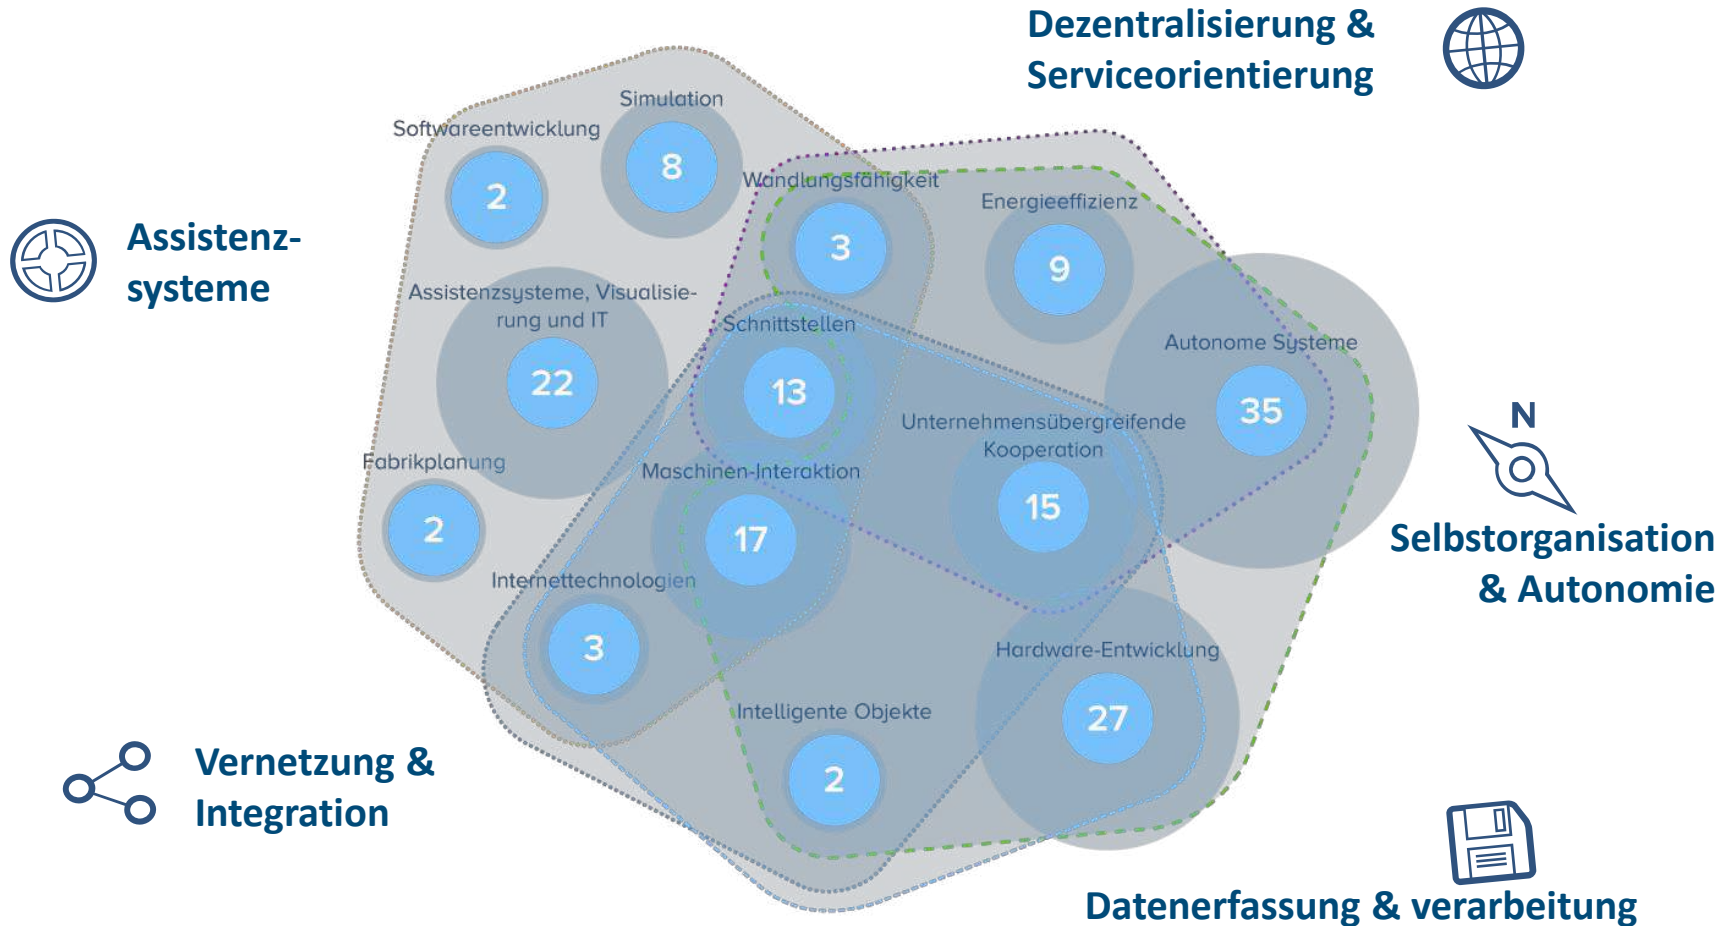 Dezentralisierung &
Serviceorientierung
Simulation
8
Softwareentwicklung
2
Wandlungsfähigkeit
3
Energieeffizienz
9
Assistenz-
systeme
Assistenzsysteme, Visualisie-
rung und IT
22
Schnittstellen
13
Autonome Systeme
35
Unternehmensübergreifende
Kooperation
15
N
Fabrikplanung
2
Maschinen-Interaktion
17
Selbstorganisation
& Autonomie
Internettechnologien
3
Hardware-Entwicklung
27
Intelligente Objekte
2
Vernetzung &
Integration
Datenerfassung & verarbeitung